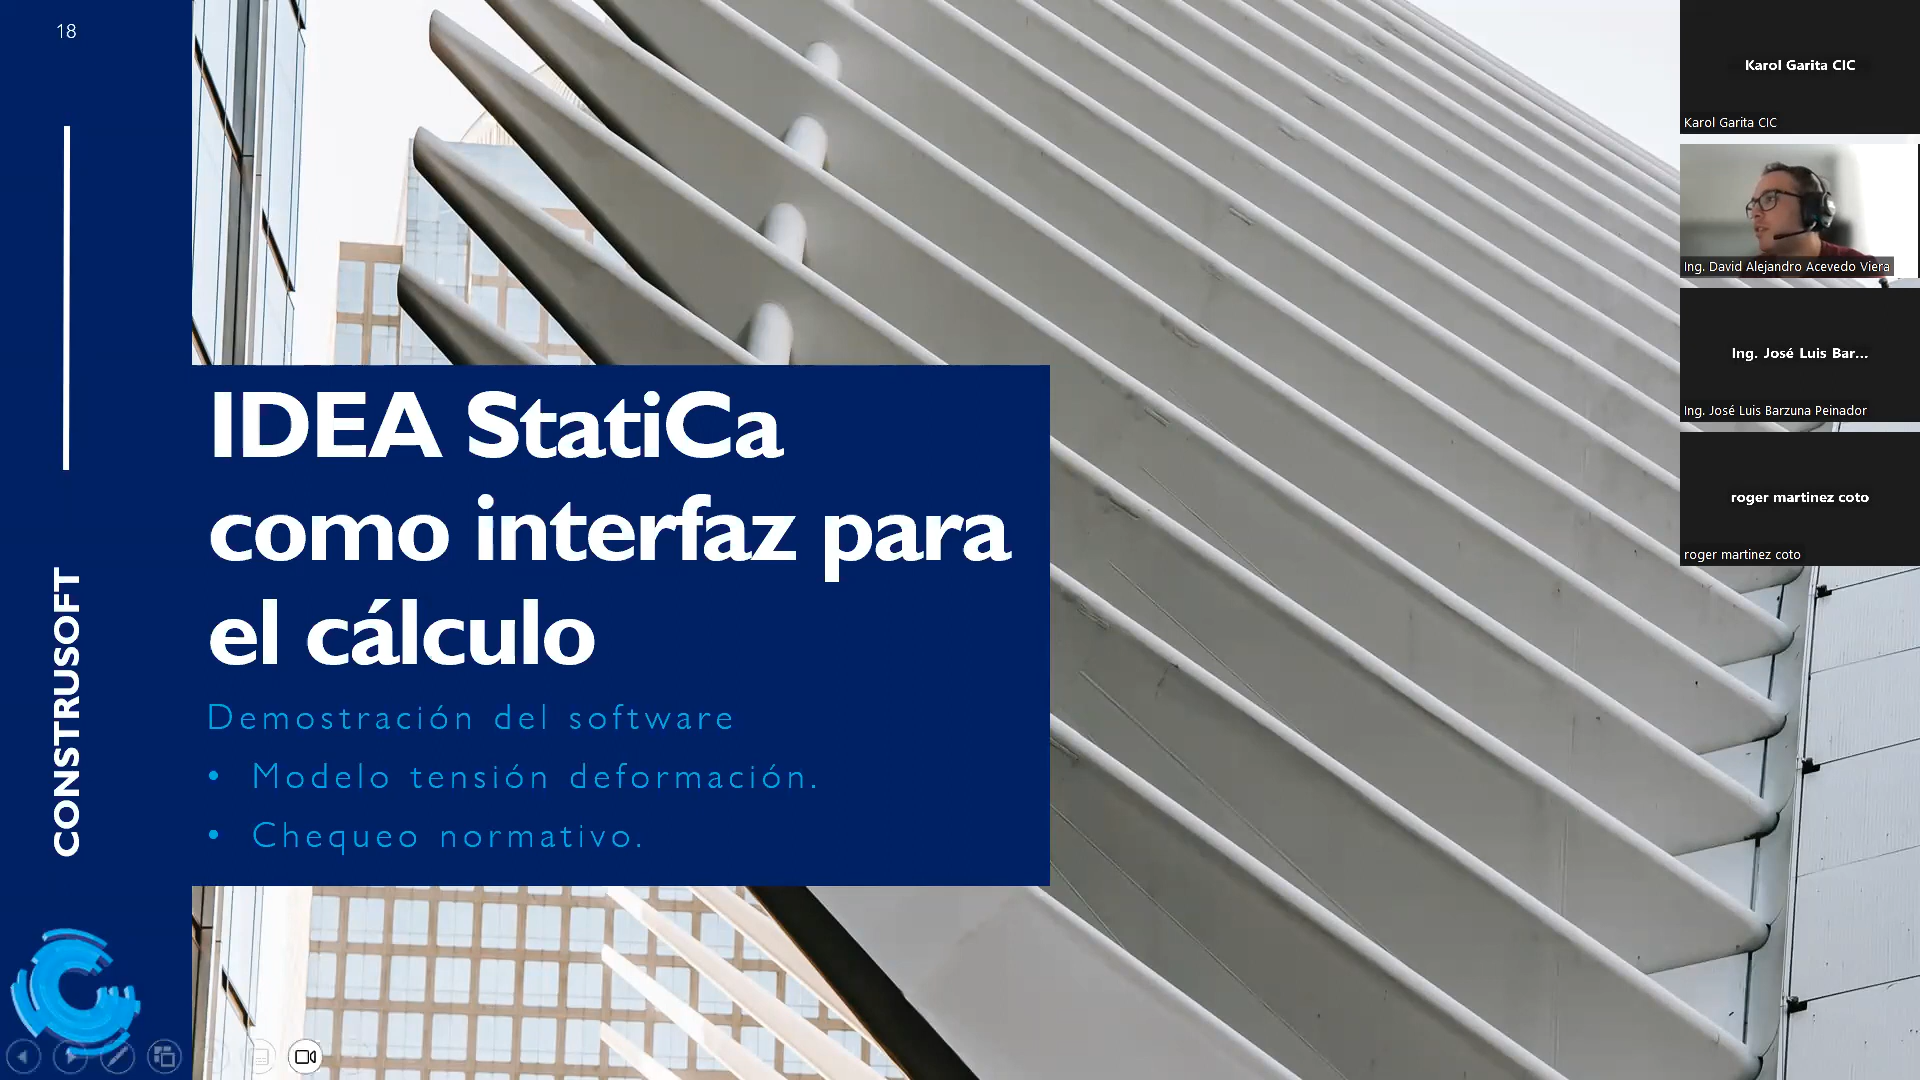 18
CONSTRUSOFT
IDEA StatiCa
como interfaz para
el cálculo
Demostración del software
• Modelo tensión deformación.
• Chequeo normativo.
Karol Garita CIC
Karol Garita CIC
Ing. David Alejandro Acevedo Viera
Ing. José Luis Bar...
Ing. José Luis Barzuna Peinador
roger martinez coto
roger martinez coto